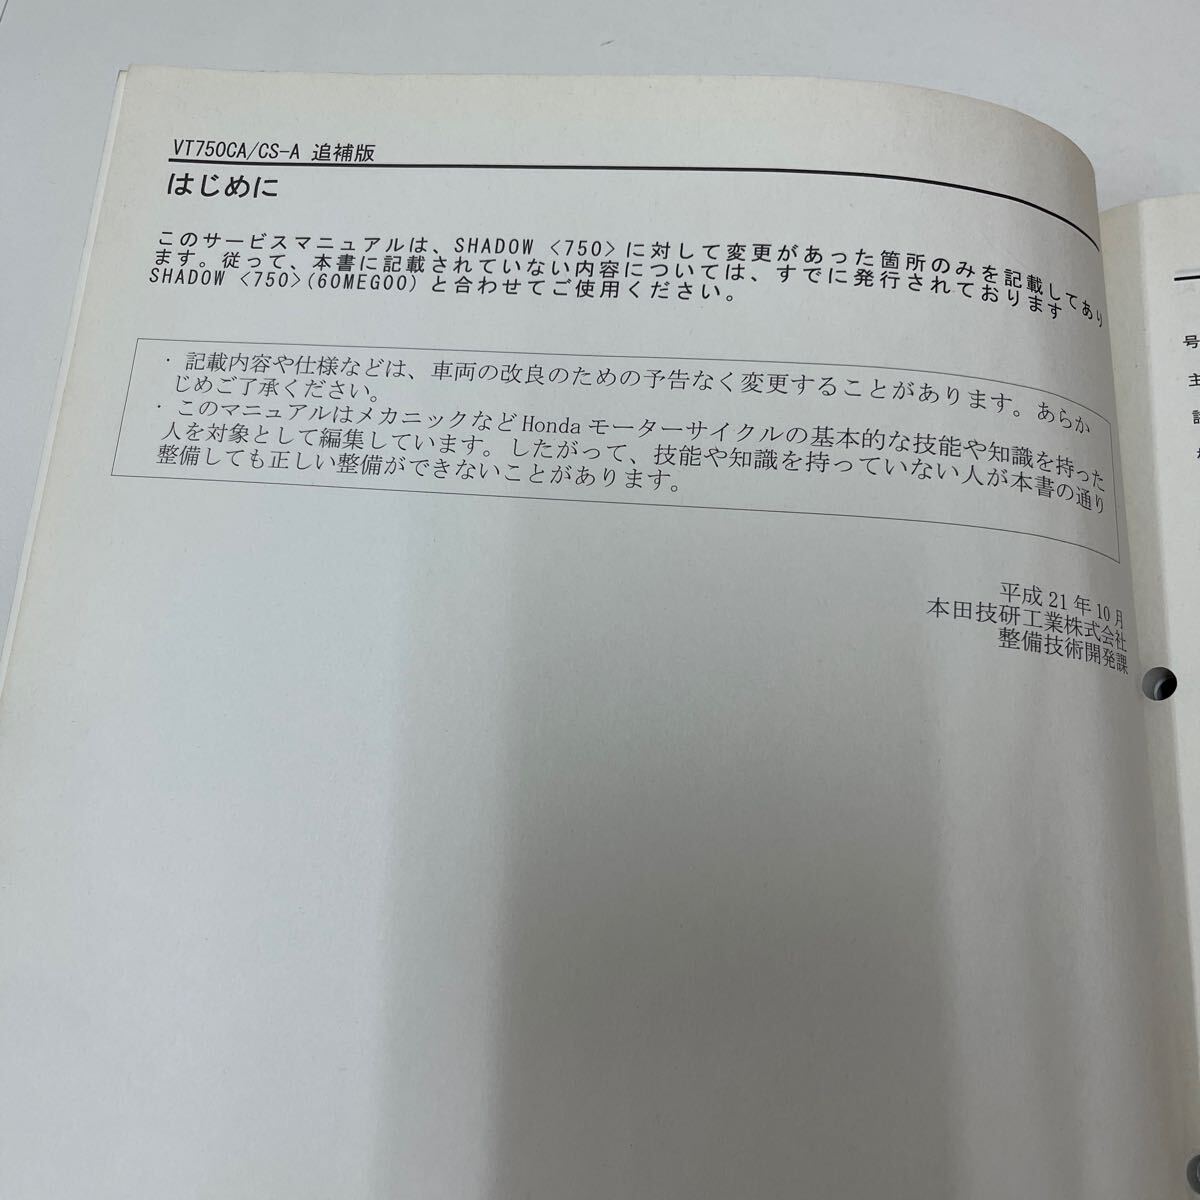 VT750CA/CS-A 追補版
はじめに
このサービスマニュアルは、SHADOW <750> に対して変更があった箇所のみを記載してあり
ます。従って、本書に記載されていない内容については、すでに発行されております
SHADOW <750>(60MEG00) と合わせてご使用ください。
・ 記載内容や仕様などは、車両の改良のための予告なく変更することがあります。あらか
じめご了承ください。
・ このマニュアルはメカニックなど Honda モーターサイクルの基本的な技能や知識を持った
人を対象として編集しています。したがって、技能や知識を持っていない人が本書の通り
整備しても正しい整備ができないことがあります。
平成 21 年 10 月
本田技研工業株式会社
整備技術開発課
号
主